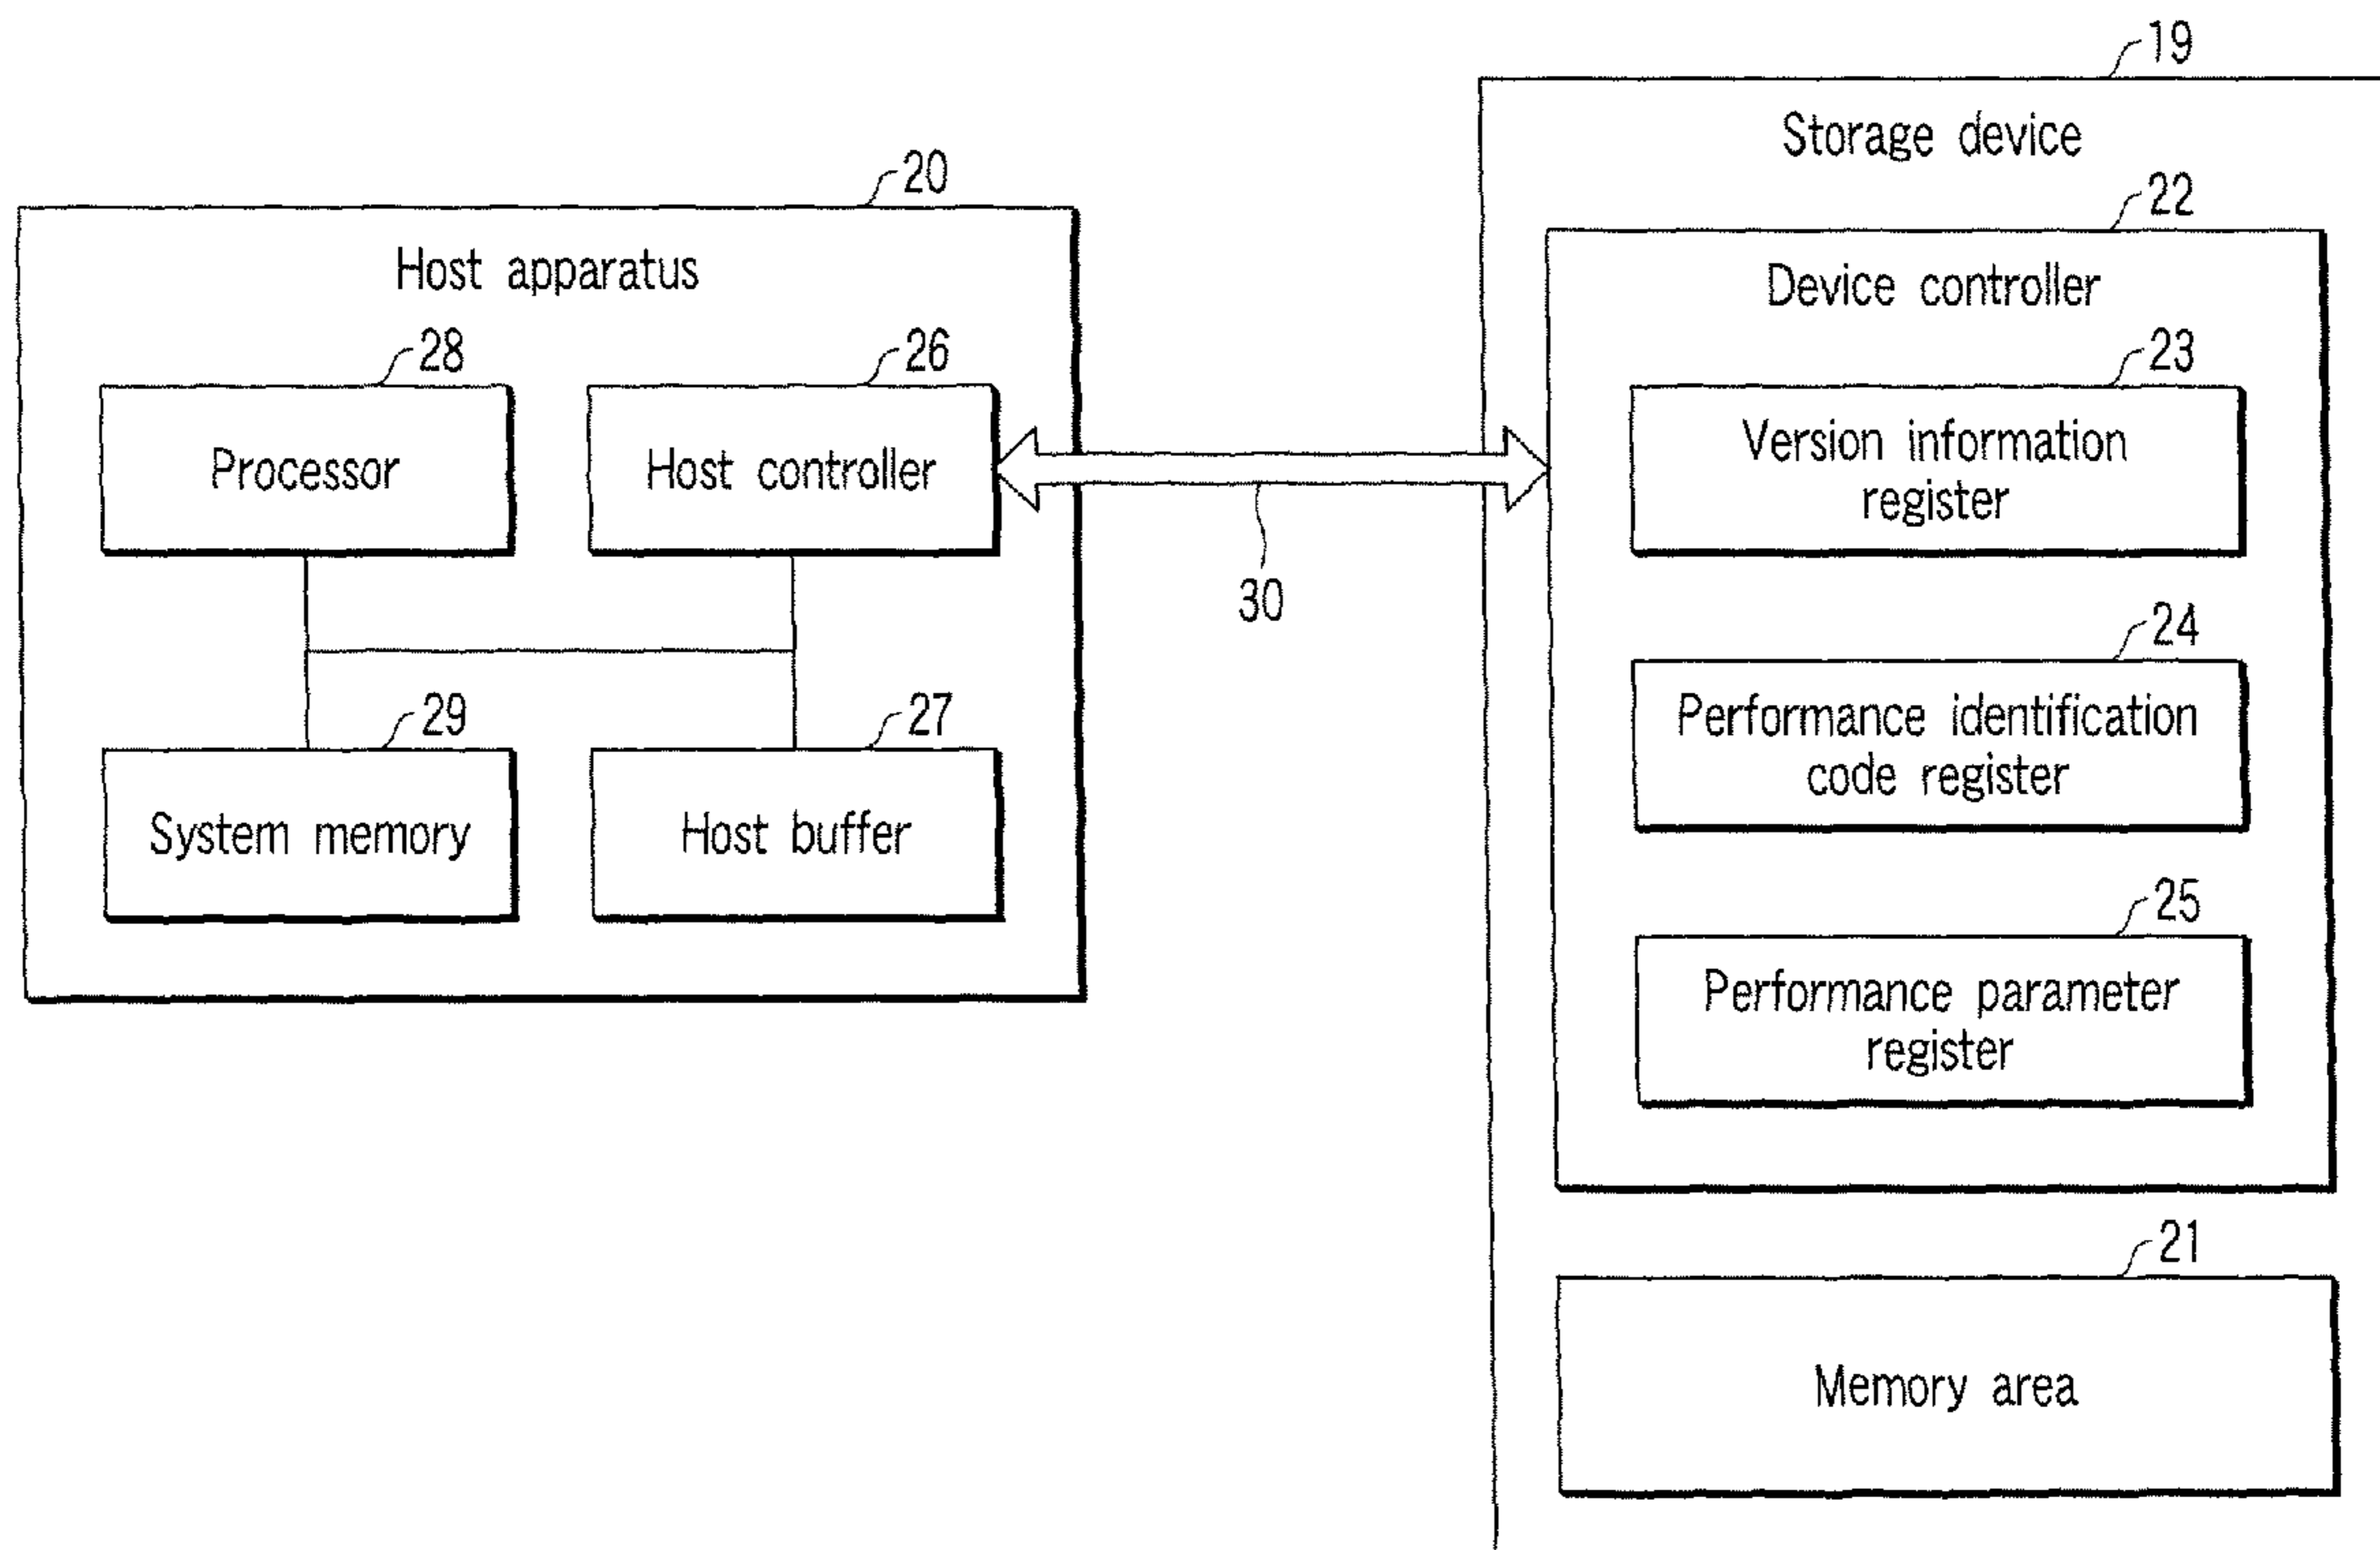 19
Storage device
20
Host apparatus
22
Device controller
28
26
23
Processor
Host controller
Version information
register
30
24
29
27
Performance identification
code register
System memory
Host buffer
25
Performance parameter
register
21
Memory area